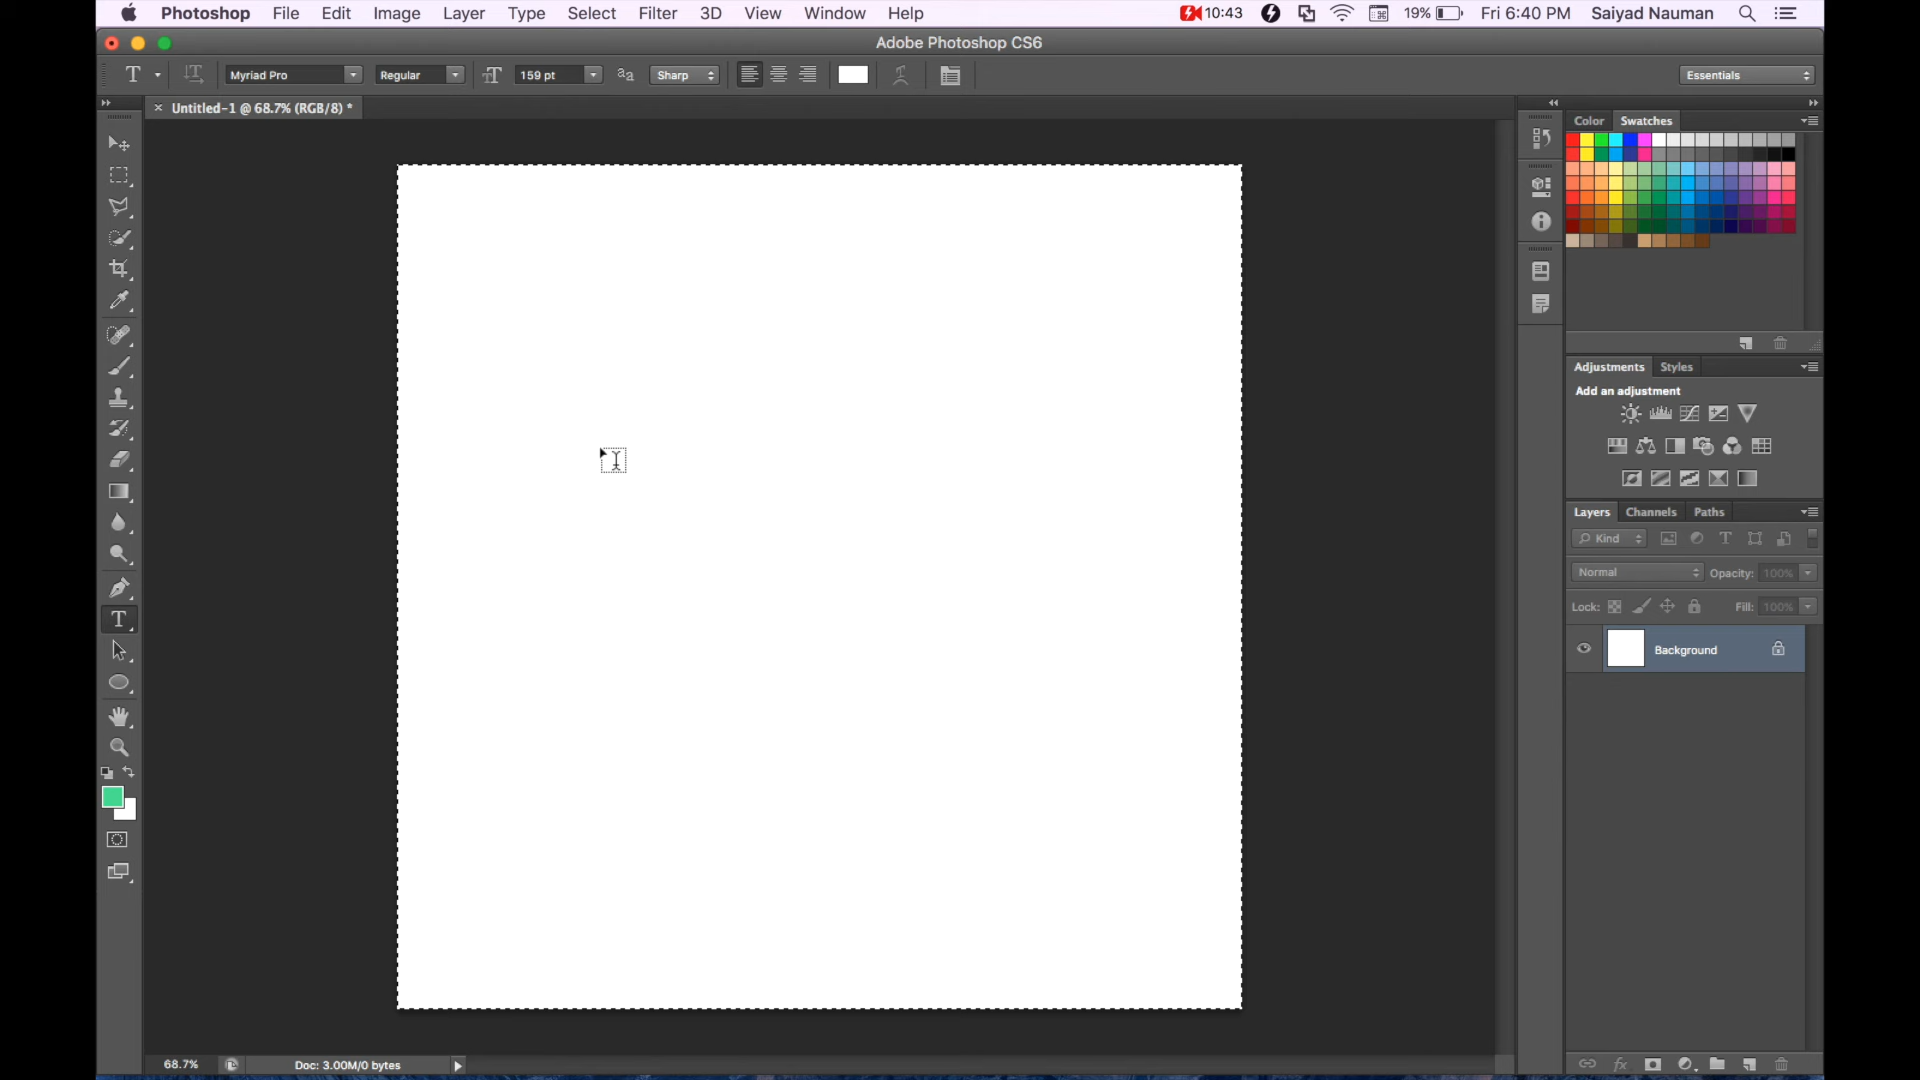 Photoshop File Edit Image Layer Type Select Filter 3D View Window Help 10:43 19% Fri 6:40 PM Saiyad Nauman
Adobe Photoshop CS6
T T Myriad Pro Regular T 159 pt aa Sharp Essentials
Untitled-1 @ 68.7% (RGB/8) *
Color Swatches
Adjustments Styles
Add an adjustment
Layers Channels Paths
Kind T
Normal Opacity: 100%
Lock: Fill: 100%
T
Background
68.7% Doc: 3.00M/0 bytes fx